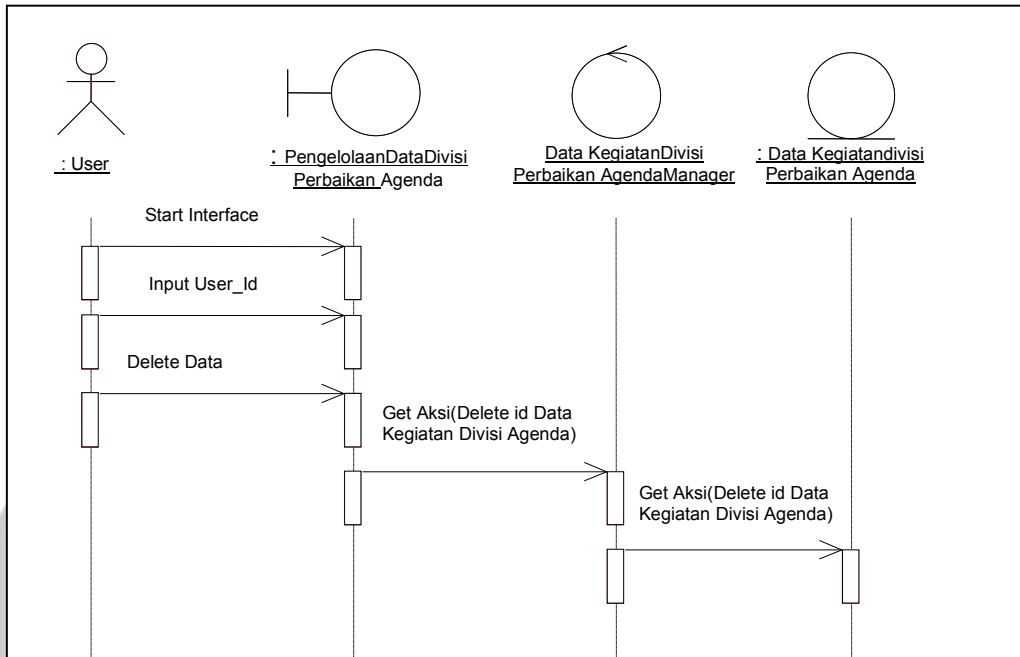 : User
: PengelolaanDataDivisi
Perbaikan Agenda
Data KegiatanDivisi
Perbaikan AgendaManager
: Data Kegiatandivisi
Perbaikan Agenda
Start Interface
Input User_Id
Delete Data
Get Aksi(Delete id Data
Kegiatan Divisi Agenda)
Get Aksi(Delete id Data
Kegiatan Divisi Agenda)